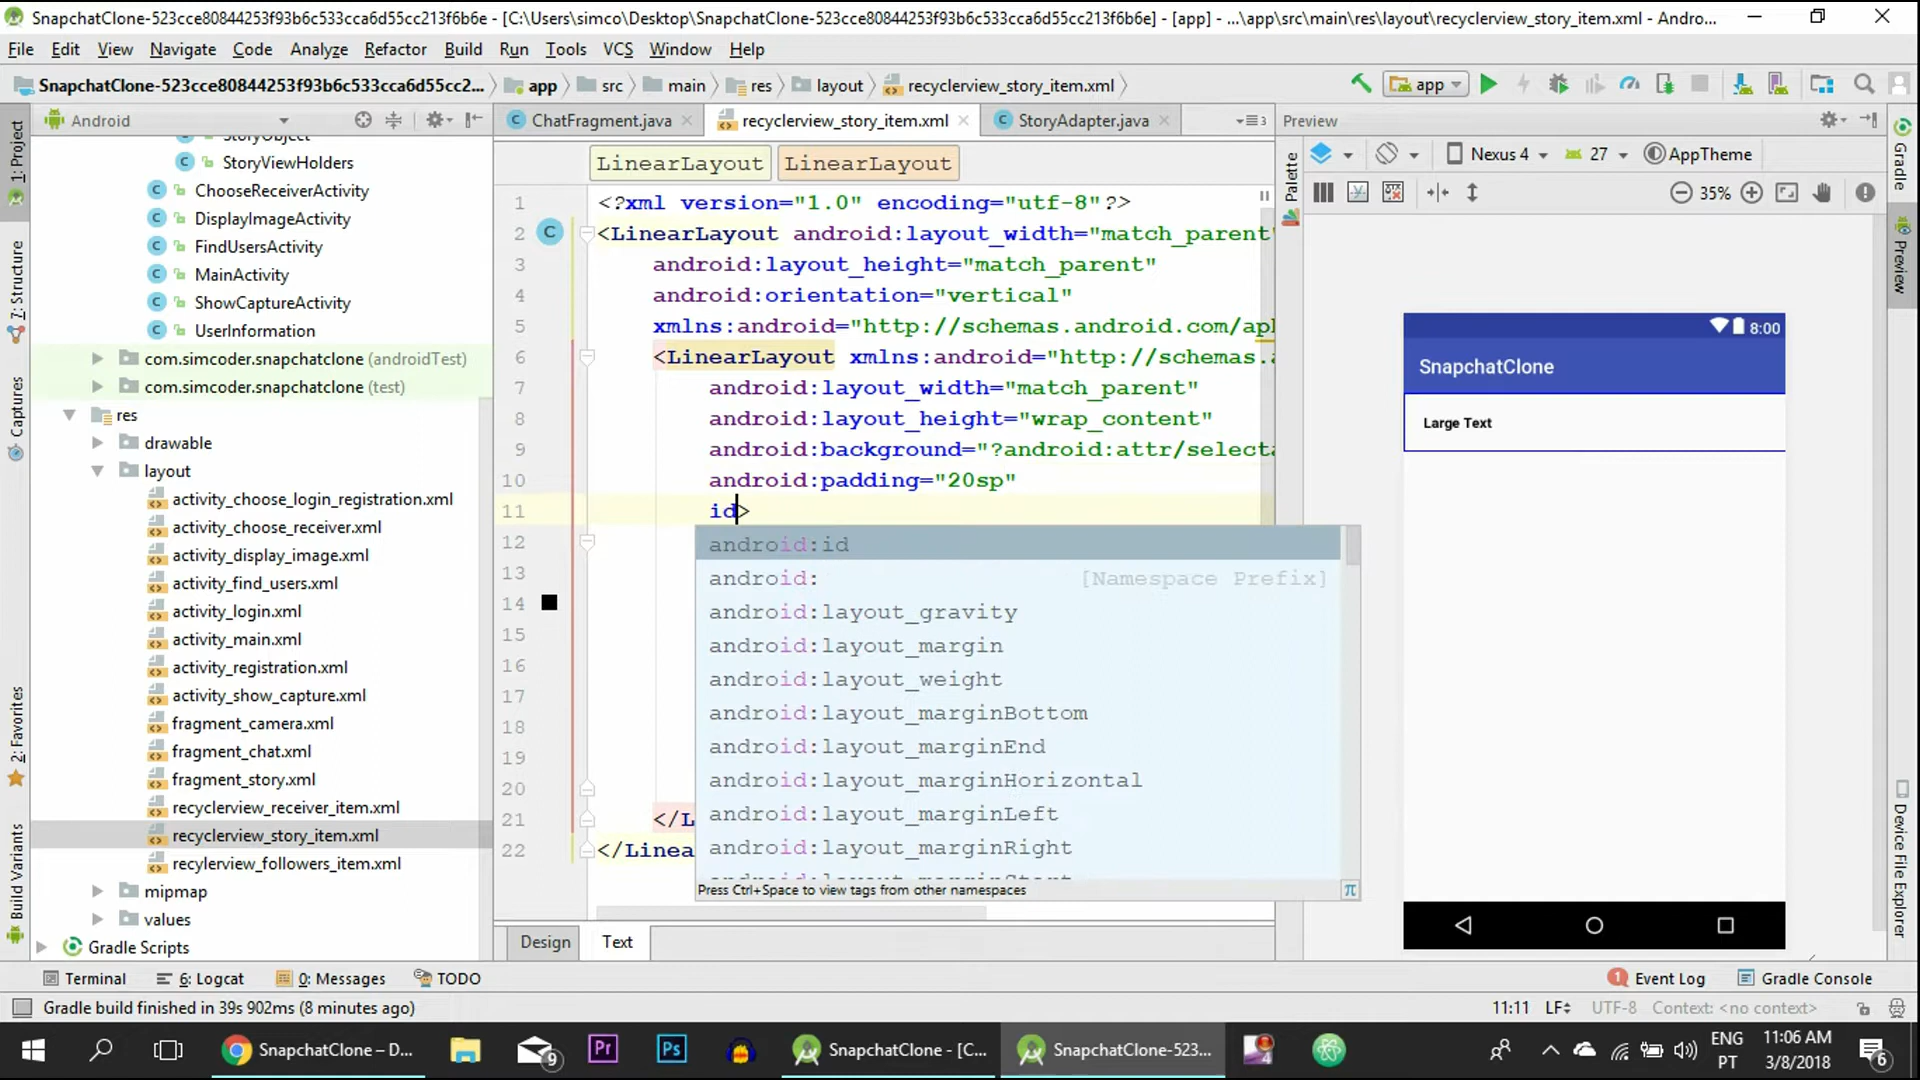 SnapchatClone-523cce80844253f93b6c533cca6d55cc213f6b6e - [C:\Users\simco\Desktop\SnapchatClone-523cce80844253f93b6c533cca6d55cc213f6b6e] - [app] - ...\app\src\main\res\layout\recyclerview_story_item.xml - Andro...
File Edit View Navigate Code Analyze Refactor Build Run Tools VCS Window Help
SnapchatClone-523cce80844253f93b6c533cca6d55cc2... app src main res layout recyclerview_story_item.xml app
Android
ChatFragment.java recyclerview_story_item.xml StoryAdapter.java 3
Preview
1: Project
7: Structure
Captures
2: Favorites
Build Variants
StoryObject
StoryViewHolders
ChooseReceiverActivity
DisplayImageActivity
FindUsersActivity
MainActivity
ShowCaptureActivity
UserInformation
com.simcoder.snapchatclone (androidTest)
com.simcoder.snapchatclone (test)
res
drawable
layout
activity_choose_login_registration.xml
activity_choose_receiver.xml
activity_display_image.xml
activity_find_users.xml
activity_login.xml
activity_main.xml
activity_registration.xml
activity_show_capture.xml
fragment_camera.xml
fragment_chat.xml
fragment_story.xml
recyclerview_receiver_item.xml
recyclerview_story_item.xml
recylerview_followers_item.xml
mipmap
values
Gradle Scripts
LinearLayout LinearLayout
1 <?xml version="1.0" encoding="utf-8"?>
2 <LinearLayout android:layout_width="match_parent"
3 android:layout_height="match_parent"
4 android:orientation="vertical"
5 xmlns:android="http://schemas.android.com/apk
6 <LinearLayout xmlns:android="http://schemas.a
7 android:layout_width="match_parent"
8 android:layout_height="wrap_content"
9 android:background="?android:attr/selecta
10 android:padding="20sp"
11 id>
12
13
14
15
16
17
18
19
20
21 </L
22 </Linea
android:id
android: [Namespace Prefix]
android:layout_gravity
android:layout_margin
android:layout_weight
android:layout_marginBottom
android:layout_marginEnd
android:layout_marginHorizontal
android:layout_marginLeft
android:layout_marginRight
android:layout_marginStart
Press Ctrl+Space to view tags from other namespaces π
Design Text
Palette
Nexus 4 27 AppTheme
35%
8:00
SnapchatClone
Large Text
Gradle
Preview
Device File Explorer
Terminal 6: Logcat 0: Messages TODO
1 Event Log Gradle Console
Gradle build finished in 39s 902ms (8 minutes ago)
11:11 LF UTF-8 Context: <no context>
SnapchatClone – D... 9 Pr Ps SnapchatClone - [C... SnapchatClone-523... 4
ENG
PT
11:06 AM
3/8/2018
6